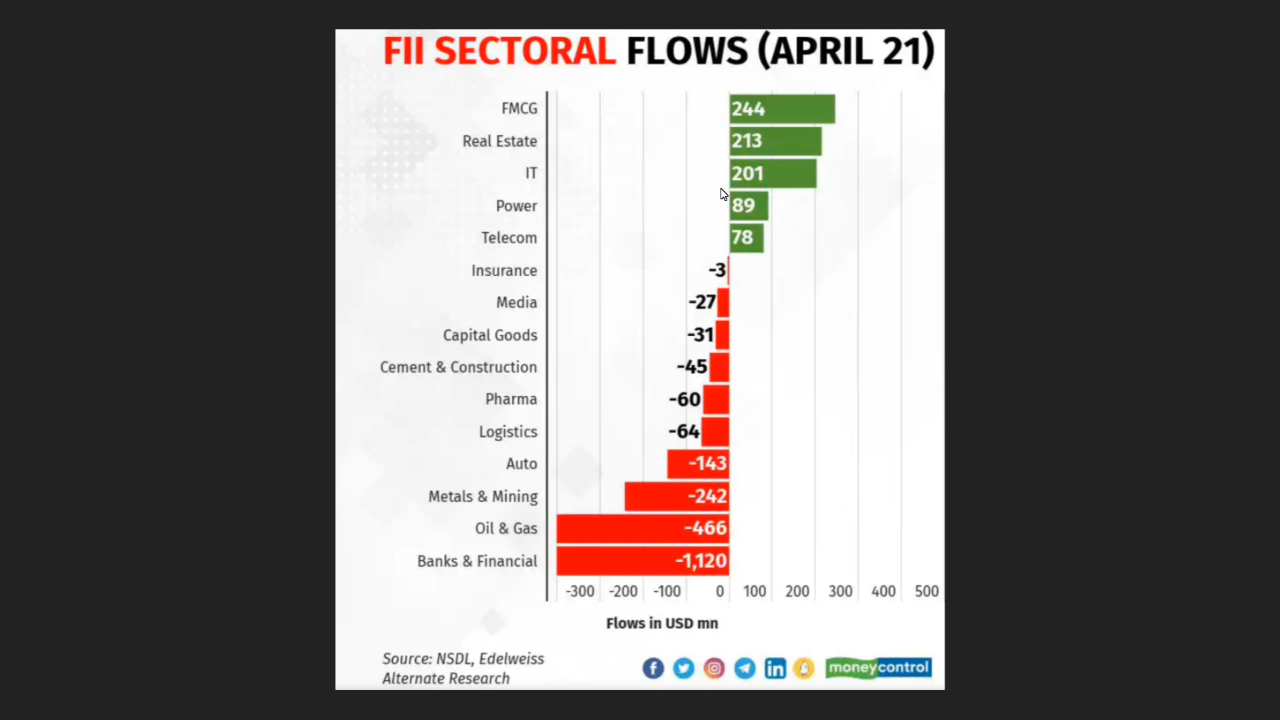 FII SECTORAL FLOWS (APRIL 21)
FMCG 244
Real Estate 213
IT 201
Power 89
Telecom 78
Insurance -3
Media -27
Capital Goods -31
Cement & Construction -45
Pharma -60
Logistics -64
Auto -143
Metals & Mining -242
Oil & Gas -466
Banks & Financial -1,120
-300 -200 -100 0 100 200 300 400 500
Flows in USD mn
Source: NSDL, Edelweiss
Alternate Research
moneycontrol